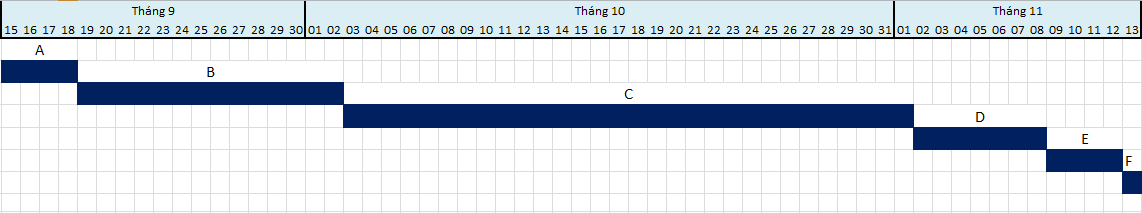 Tháng 9 Tháng 10 Tháng 11
15 16 17 18 19 20 21 22 23 24 25 26 27 28 29 30 01 02 03 04 05 06 07 08 09 10 11 12 13 14 15 16 17 18 19 20 21 22 23 24 25 26 27 28 29 30 31 01 02 03 04 05 06 07 08 09 10 11 12 13
A
B
C
D
E
F